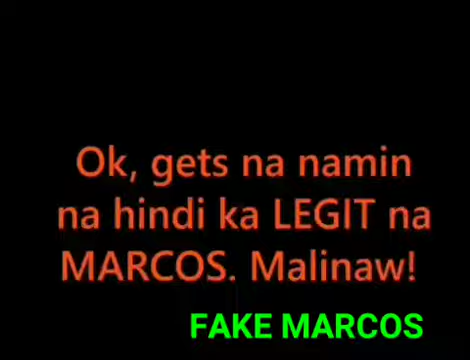 Ok, gets na namin
na hindi ka LEGIT na
MARCOS. Malinaw!
FAKE MARCOS